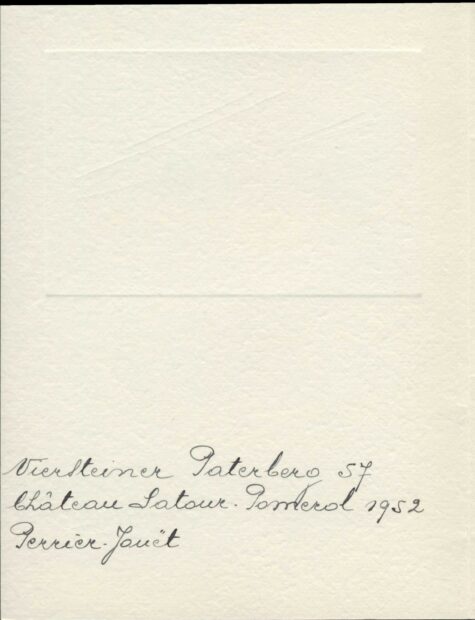 Niersteiner Paterberg 57
Château Latour-Pomerol 1952
Perrier-Jouët